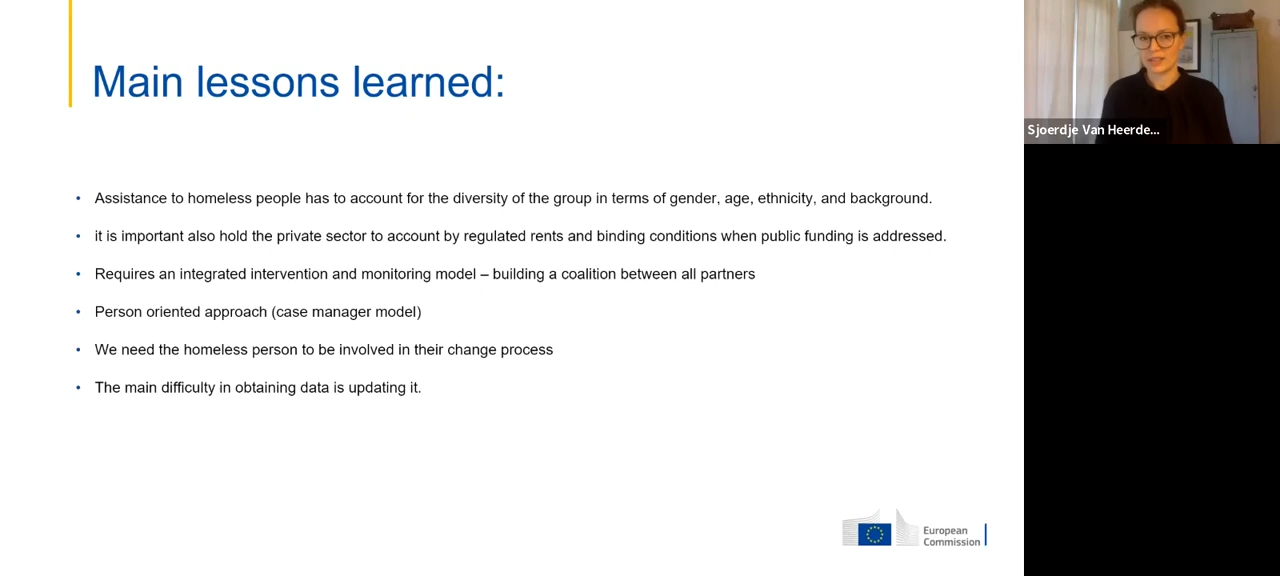 Main lessons learned:
• Assistance to homeless people has to account for the diversity of the group in terms of gender, age, ethnicity, and background.
• it is important also hold the private sector to account by regulated rents and binding conditions when public funding is addressed.
• Requires an integrated intervention and monitoring model – building a coalition between all partners
• Person oriented approach (case manager model)
• We need the homeless person to be involved in their change process
• The main difficulty in obtaining data is updating it.
European
Commission
Sjoerdje Van Heerde...